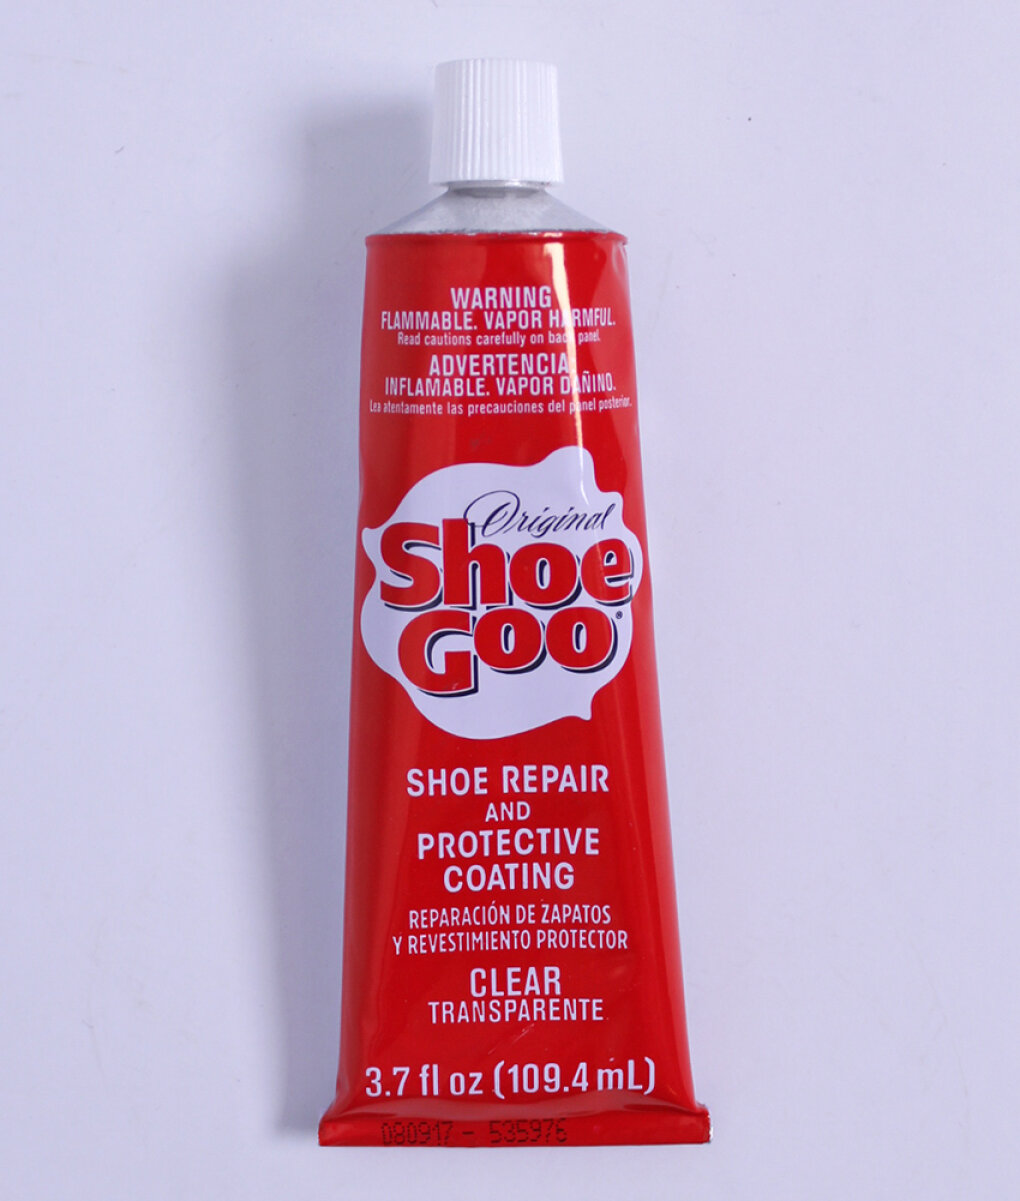 WARNING
FLAMMABLE. VAPOR HARMFUL.
Read cautions carefully on back panel.
ADVERTENCIA
INFLAMABLE. VAPOR DAÑINO.
Lea atentamente las precauciones del panel posterior.
Original
Shoe
Goo®
SHOE REPAIR
AND
PROTECTIVE
COATING
REPARACIÓN DE ZAPATOS
Y REVESTIMIENTO PROTECTOR
CLEAR
TRANSPARENTE
3.7 fl oz (109.4 mL)
080917 - 535976